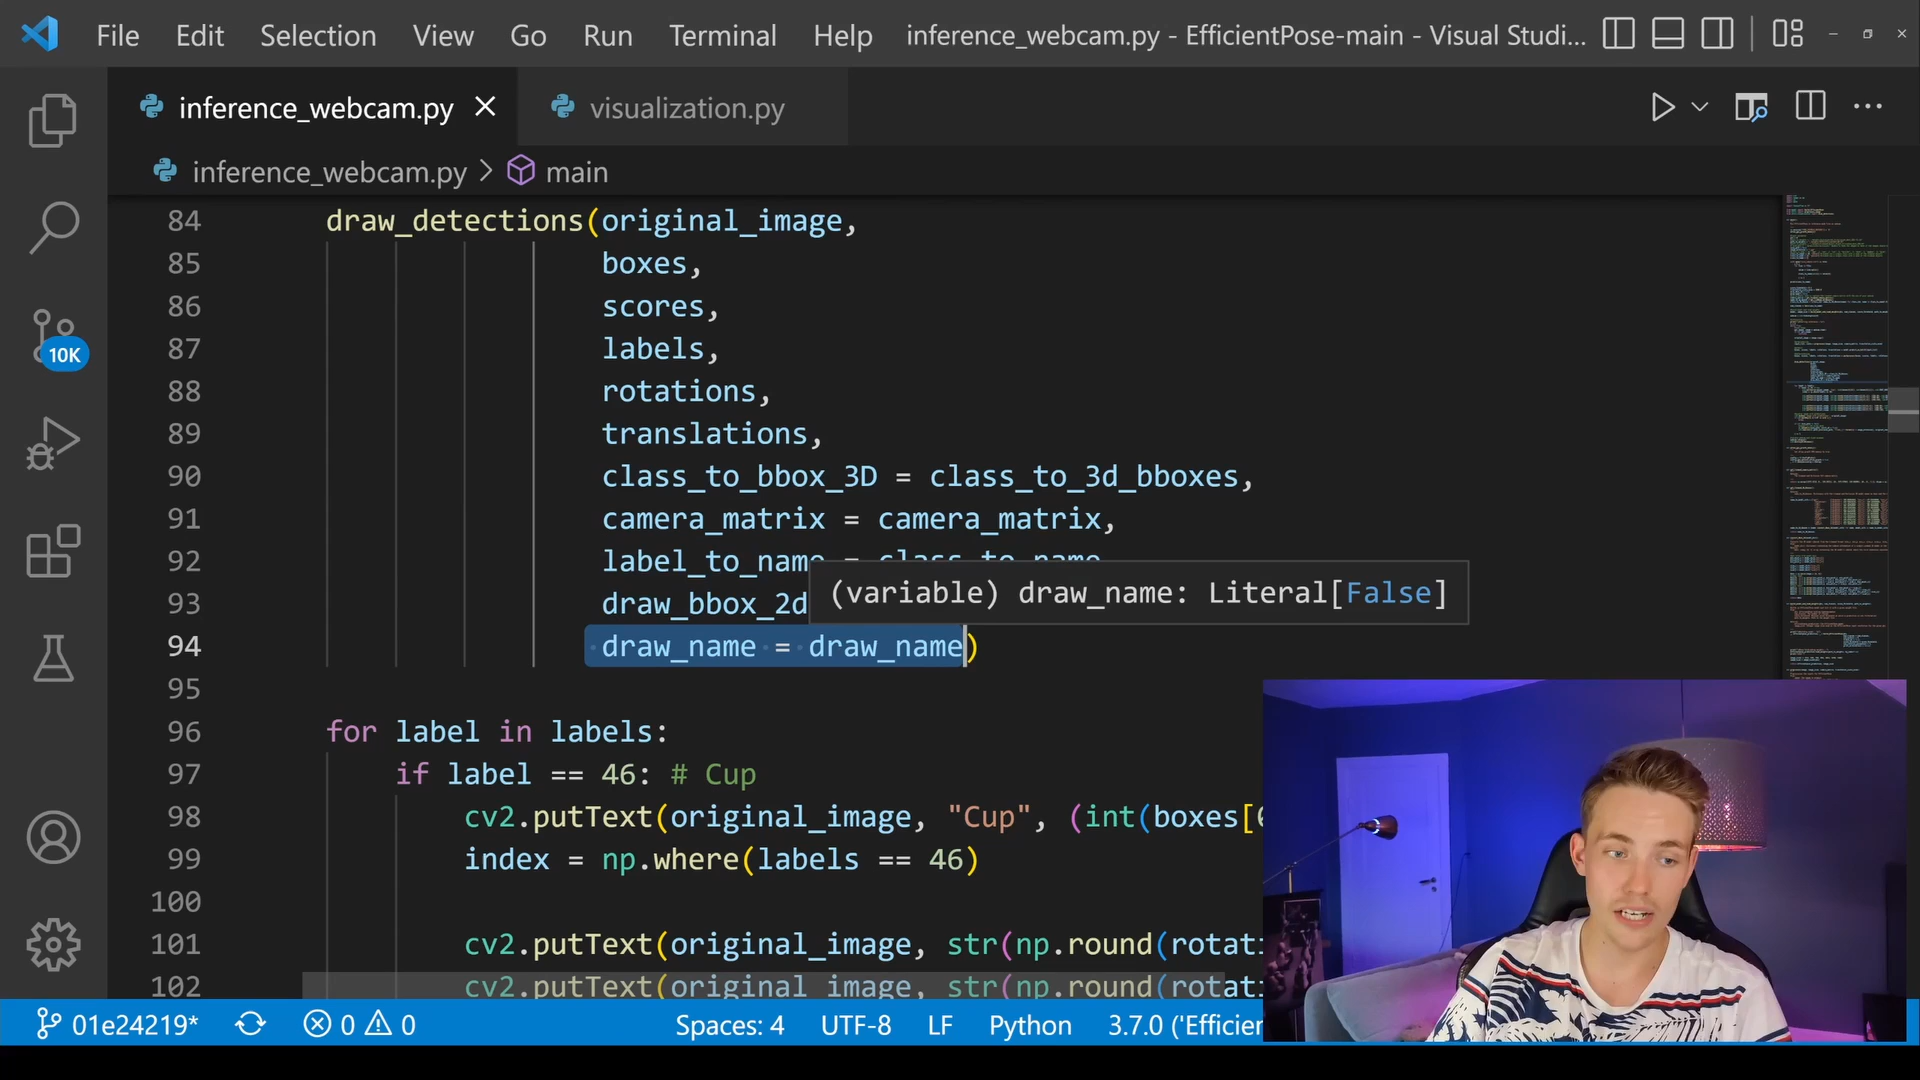 File Edit Selection View Go Run Terminal Help inference_webcam.py - EfficientPose-main - Visual Studi...
inference_webcam.py visualization.py
inference_webcam.py > main
84 draw_detections(original_image,
85 boxes,
86 scores,
87 labels,
88 rotations,
89 translations,
90 class_to_bbox_3D = class_to_3d_bboxes,
91 camera_matrix = camera_matrix,
92 label_to_name = class_to_name
(variable) draw_name: Literal[False]
93 draw_bbox_2d
94 draw_name = draw_name)
95
96 for label in labels:
97 if label == 46: # Cup
98 cv2.putText(original_image, "Cup", (int(boxes[
99 index = np.where(labels == 46)
100
101 cv2.putText(original_image, str(np.round(rotati
102 cv2.putText(original_image, str(np.round(rotati
10K
01e24219* 0 0 Spaces: 4 UTF-8 LF Python 3.7.0 ('Efficien